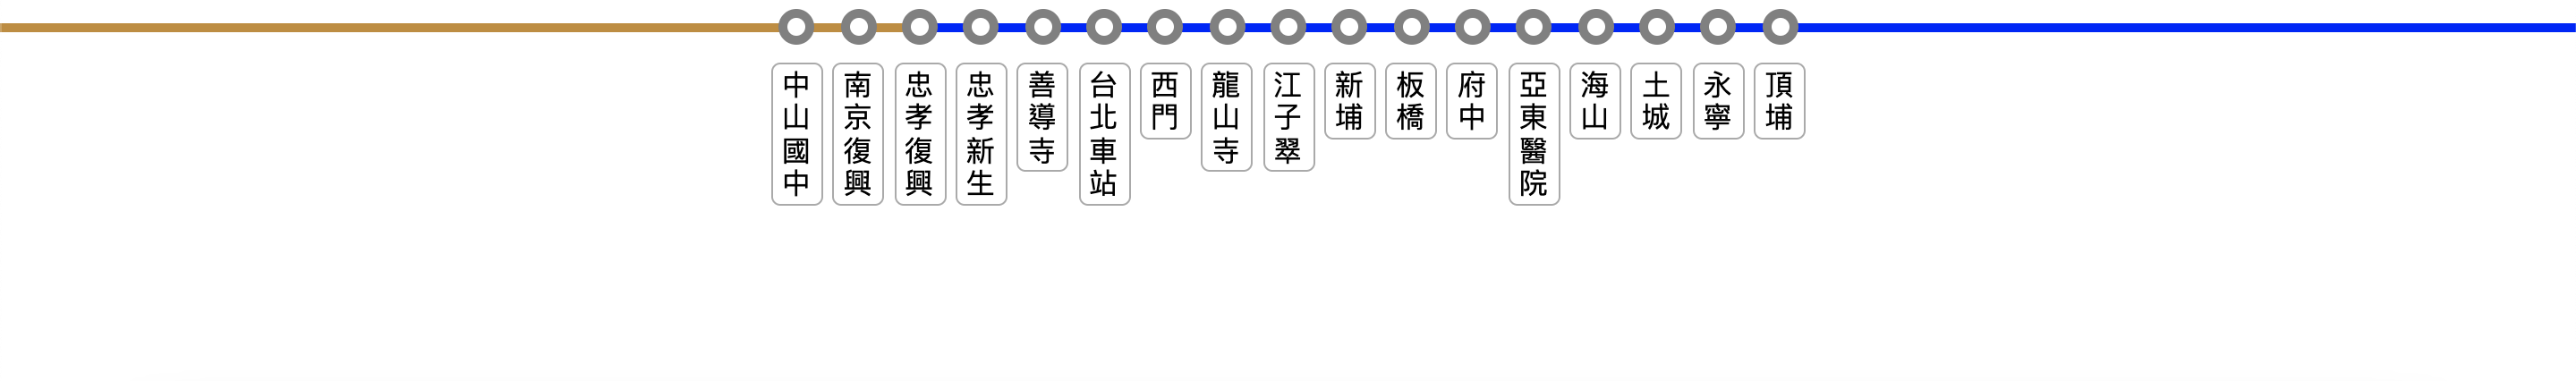 中山國中
南京復興
忠孝復興
忠孝新生
善導寺
台北車站
西門
龍山寺
江子翠
新埔
板橋
府中
亞東醫院
海山
土城
永寧
頂埔